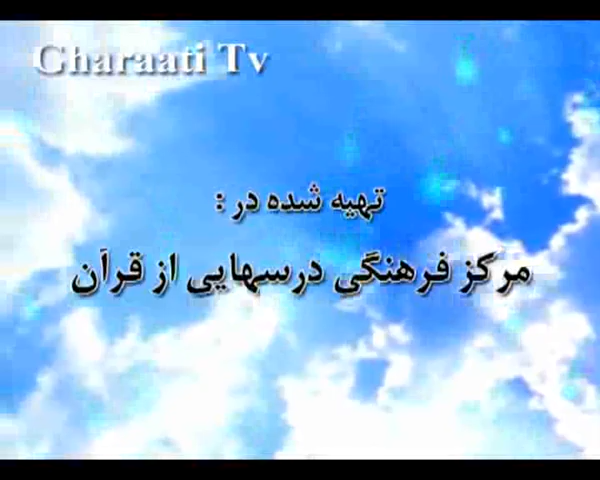 Gharaati Tv
تهیه شده در :
مرکز فرهنگی درسهایی از قرآن